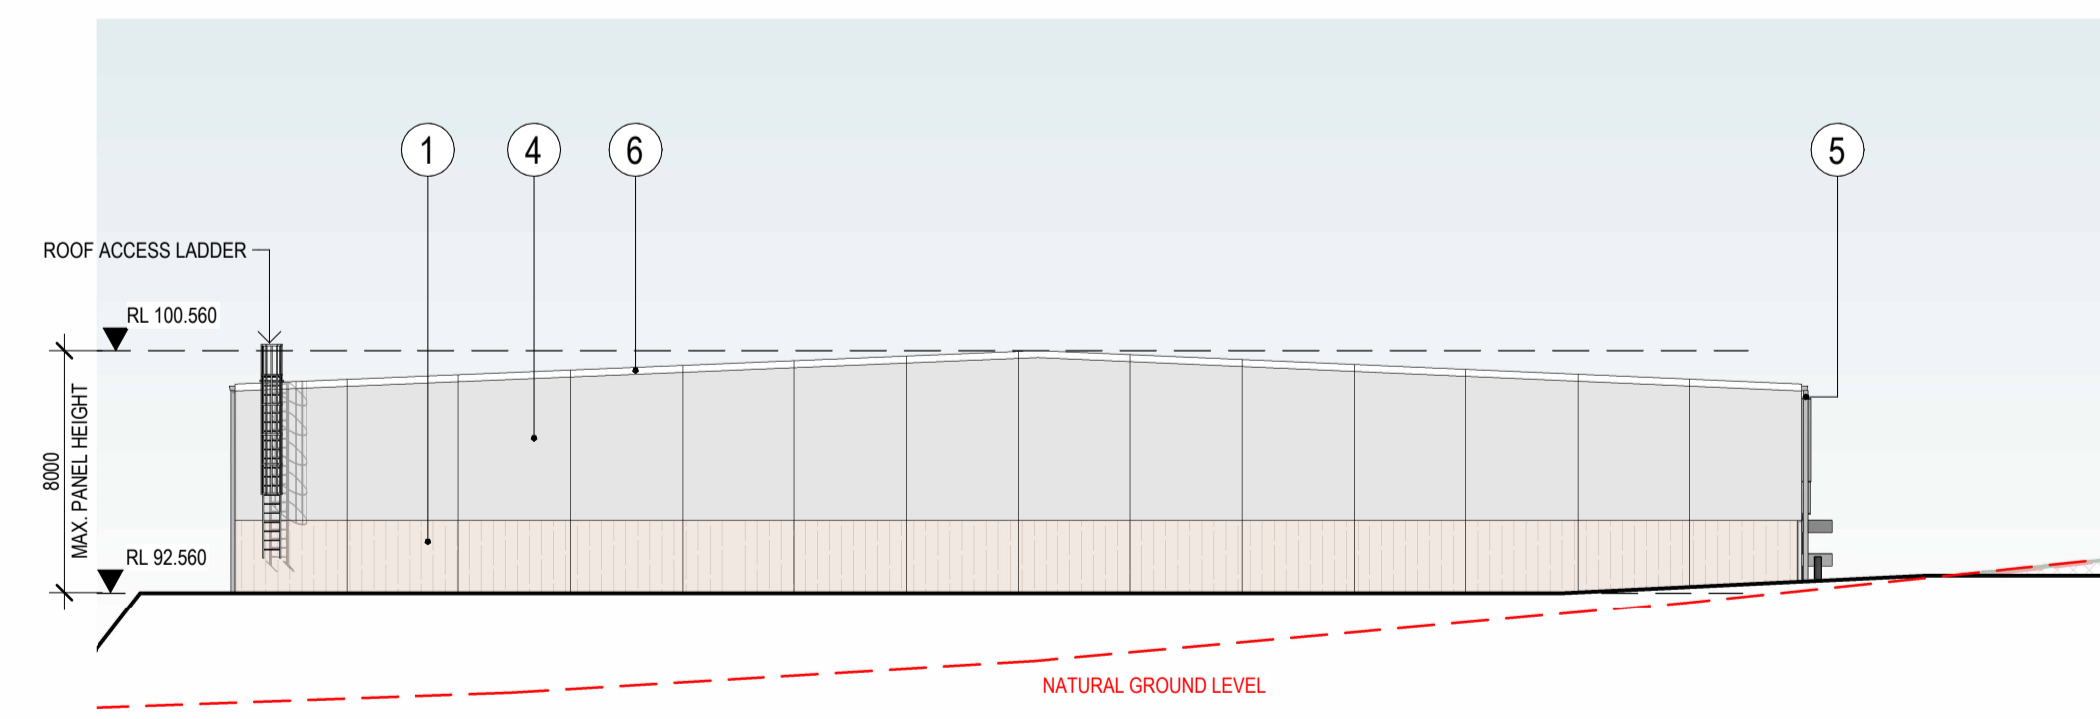 1
4
6
5
ROOF ACCESS LADDER
RL 100.560
8000
MAX. PANEL HEIGHT
RL 92.560
NATURAL GROUND LEVEL